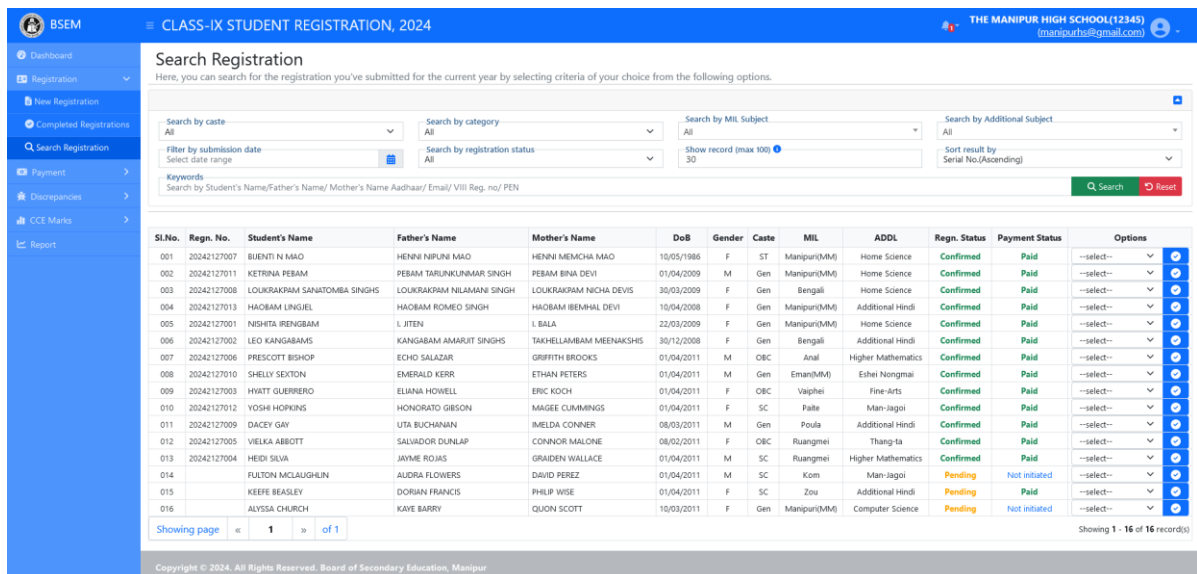 BSEM
≡ CLASS-IX STUDENT REGISTRATION, 2024
THE MANIPUR HIGH SCHOOL(12345)
(manipurhs@gmail.com)
Dashboard
Registration
New Registration
Completed Registrations
Search Registration
Payment
Discrepancies
CCE Marks
Report
Search Registration
Here, you can search for the registration you've submitted for the current year by selecting criteria of your choice from the following options.
Search by caste Search by category Search by MIL Subject Search by Additional Subject
All All All All
Filter by submission date Search by registration status Show record (max 100) Sort result by
Select date range All 30 Serial No.(Ascending)
Keywords
Search by Student's Name/Father's Name/ Mother's Name Aadhaar/ Email/ VIII Reg. no/ PEN Search Reset
Sl.No. Regn. No. Student's Name Father's Name Mother's Name DoB Gender Caste MIL ADDL Regn. Status Payment Status Options
001 20242127007 BUENTI N MAO HENNI NIPUNI MAO HENNI MEMCHA MAO 10/05/1986 F ST Manipuri(MM) Home Science Confirmed Paid --select--
002 20242127011 KETRINA PEBAM PEBAM TARUNKUNMAR SINGH PEBAM BINA DEVI 01/04/2009 M Gen Manipuri(MM) Home Science Confirmed Paid --select--
003 20242127008 LOUKRAKPAM SANATOMBA SINGHS LOUKRAKPAM NILAMANI SINGH LOUKRAKPAM NICHA DEVIS 30/03/2009 F Gen Bengali Home Science Confirmed Paid --select--
004 20242127013 HAOBAM LINGJEL HAOBAM ROMEO SINGH HAOBAM IBEMHAL DEVI 10/04/2008 F Gen Manipuri(MM) Additional Hindi Confirmed Paid --select--
005 20242127001 NISHITA IRENGBAM I. JITEN I. BALA 22/03/2009 F Gen Manipuri(MM) Home Science Confirmed Paid --select--
006 20242127002 LEO KANGABAMS KANGABAM AMARJIT SINGHS TAKHELLAMBAM MEENAKSHIS 30/12/2008 F Gen Bengali Additional Hindi Confirmed Paid --select--
007 20242127006 PRESCOTT BISHOP ECHO SALAZAR GRIFFITH BROOKS 01/04/2011 M OBC Anal Higher Mathematics Confirmed Paid --select--
008 20242127010 SHELLY SEXTON EMERALD KERR ETHAN PETERS 01/04/2011 M Gen Eman(MM) Eshei Nongmai Confirmed Paid --select--
009 20242127003 HYATT GUERRERO ELIANA HOWELL ERIC KOCH 01/04/2011 F OBC Vaiphei Fine-Arts Confirmed Paid --select--
010 20242127012 YOSHI HOPKINS HONORATO GIBSON MAGEE CUMMINGS 01/04/2011 F SC Paite Man-Jagoi Confirmed Paid --select--
011 20242127009 DACEY GAY UTA BUCHANAN IMELDA CONNER 08/03/2011 M Gen Poula Additional Hindi Confirmed Paid --select--
012 20242127005 VIELKA ABBOTT SALVADOR DUNLAP CONNOR MALONE 08/02/2011 F OBC Ruangmei Thang-ta Confirmed Paid --select--
013 20242127004 HEIDI SILVA JAYME ROJAS GRAIDEN WALLACE 01/04/2011 M SC Ruangmei Higher Mathematics Confirmed Paid --select--
014 FULTON MCLAUGHLIN AUDRA FLOWERS DAVID PEREZ 01/04/2011 M SC Kom Man-Jagoi Pending Not initiated --select--
015 KEEFE BEASLEY DORIAN FRANCIS PHILIP WISE 01/04/2011 F SC Zou Additional Hindi Pending Paid --select--
016 ALYSSA CHURCH KAYE BARRY QUON SCOTT 10/03/2011 F Gen Manipuri(MM) Computer Science Pending Not initiated --select--
Showing page « 1 » of 1 Showing 1 - 16 of 16 record(s)
Copyright © 2024. All Rights Reserved. Board of Secondary Education, Manipur